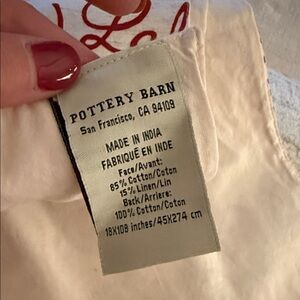 POTTERY BARN
San Francisco, CA 94109
MADE IN INDIA
FABRIQUÉ EN INDE
Face/Avant:
85% Cotton/Coton
15% Linen/Lin
Back/Arriere:
100% Cotton/Coton
18X108 inches/45X274 cm